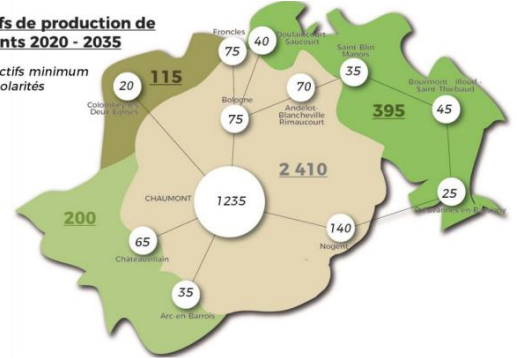 fs de production de
nts 2020 - 2035
ctifs minimum
olarités
Froncles
75
40
Doulaincourt-
Saucourt
Saint-Blin
Manois
35
115
20
Colombey les
Deux Eglises
70
Andelot-
Blancheville
Rimaucourt
Bologne
75
Bourmont - Illoud -
Saint Thiébaud
45
395
2 410
CHAUMONT
1235
200
65
Châteauvillain
140
Nogent
25
35
Arc en Barrois